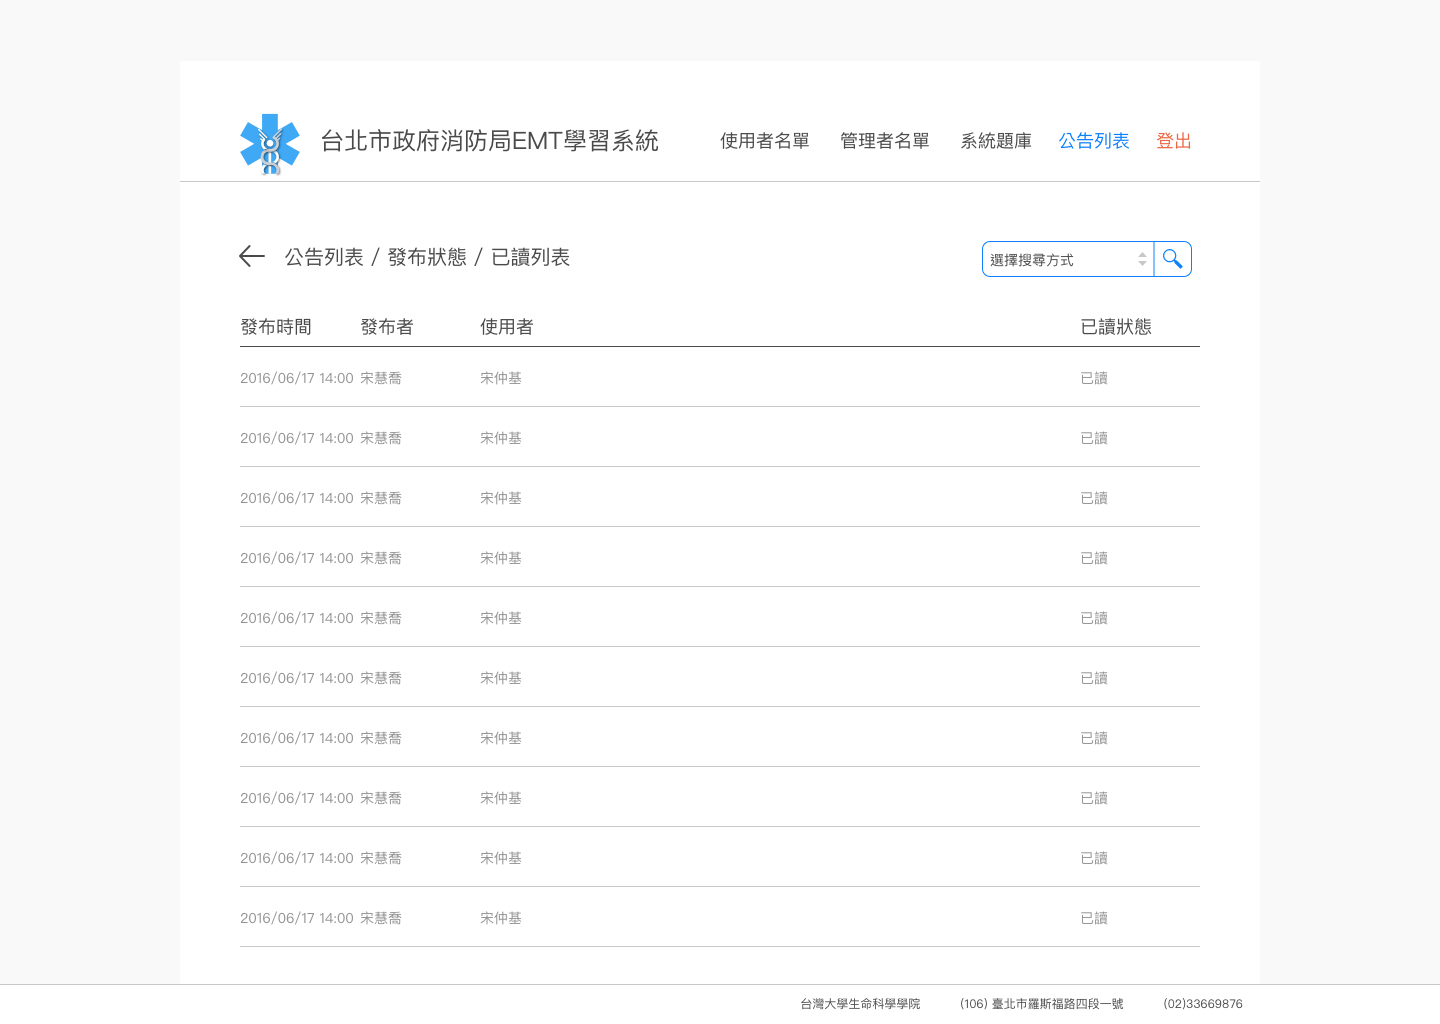 台北市政府消防局EMT學習系統 使用者名單 管理者名單 系統題庫 公告列表 登出
公告列表 / 發布狀態 / 已讀列表 選擇搜尋方式
發布時間 發布者 使用者 已讀狀態
2016/06/17 14:00 宋慧喬 宋仲基 已讀
2016/06/17 14:00 宋慧喬 宋仲基 已讀
2016/06/17 14:00 宋慧喬 宋仲基 已讀
2016/06/17 14:00 宋慧喬 宋仲基 已讀
2016/06/17 14:00 宋慧喬 宋仲基 已讀
2016/06/17 14:00 宋慧喬 宋仲基 已讀
2016/06/17 14:00 宋慧喬 宋仲基 已讀
2016/06/17 14:00 宋慧喬 宋仲基 已讀
2016/06/17 14:00 宋慧喬 宋仲基 已讀
2016/06/17 14:00 宋慧喬 宋仲基 已讀
台灣大學生命科學學院 (106) 臺北市羅斯福路四段一號 (02)33669876